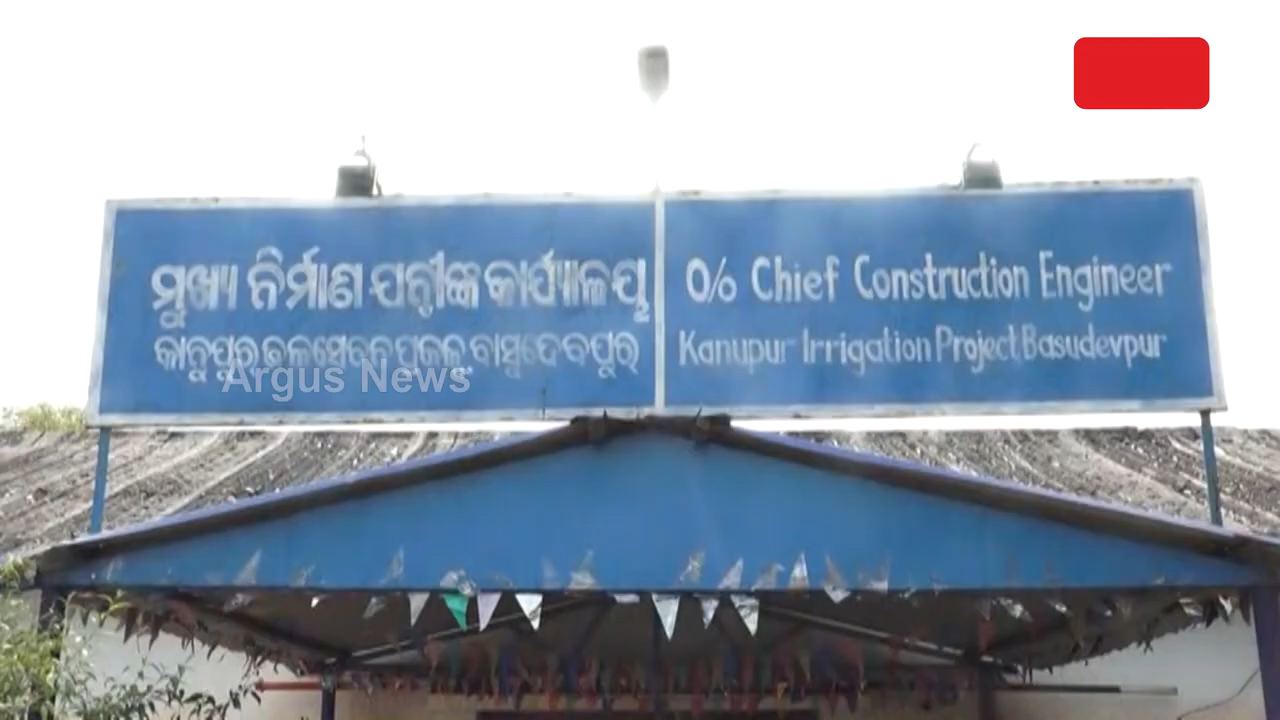 ମୁଖ୍ୟ ନିର୍ମାଣ ଯନ୍ତ୍ରୀଙ୍କ କାର୍ଯ୍ୟାଳୟ
କାନୁପୁର ଜଳସେଚନ ପ୍ରକଳ୍ପ ବାସୁଦେବପୁର
O/o Chief Construction Engineer
Kanupur Irrigation Project Basudevpur
Argus News